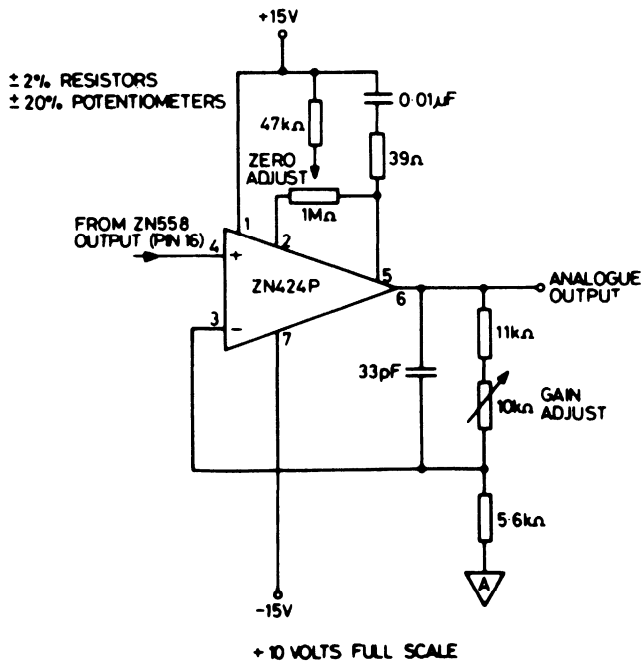 +15V
± 2% RESISTORS
± 20% POTENTIOMETERS
0·01µF
47kΩ
39Ω
ZERO
ADJUST
1MΩ
FROM ZN558
OUTPUT (PIN 16)
1
2
4
+
5
ZN424P
6
ANALOGUE
OUTPUT
3
–
7
11kΩ
33pF
10kΩ
GAIN
ADJUST
5·6kΩ
A
-15V
+ 10 VOLTS FULL SCALE